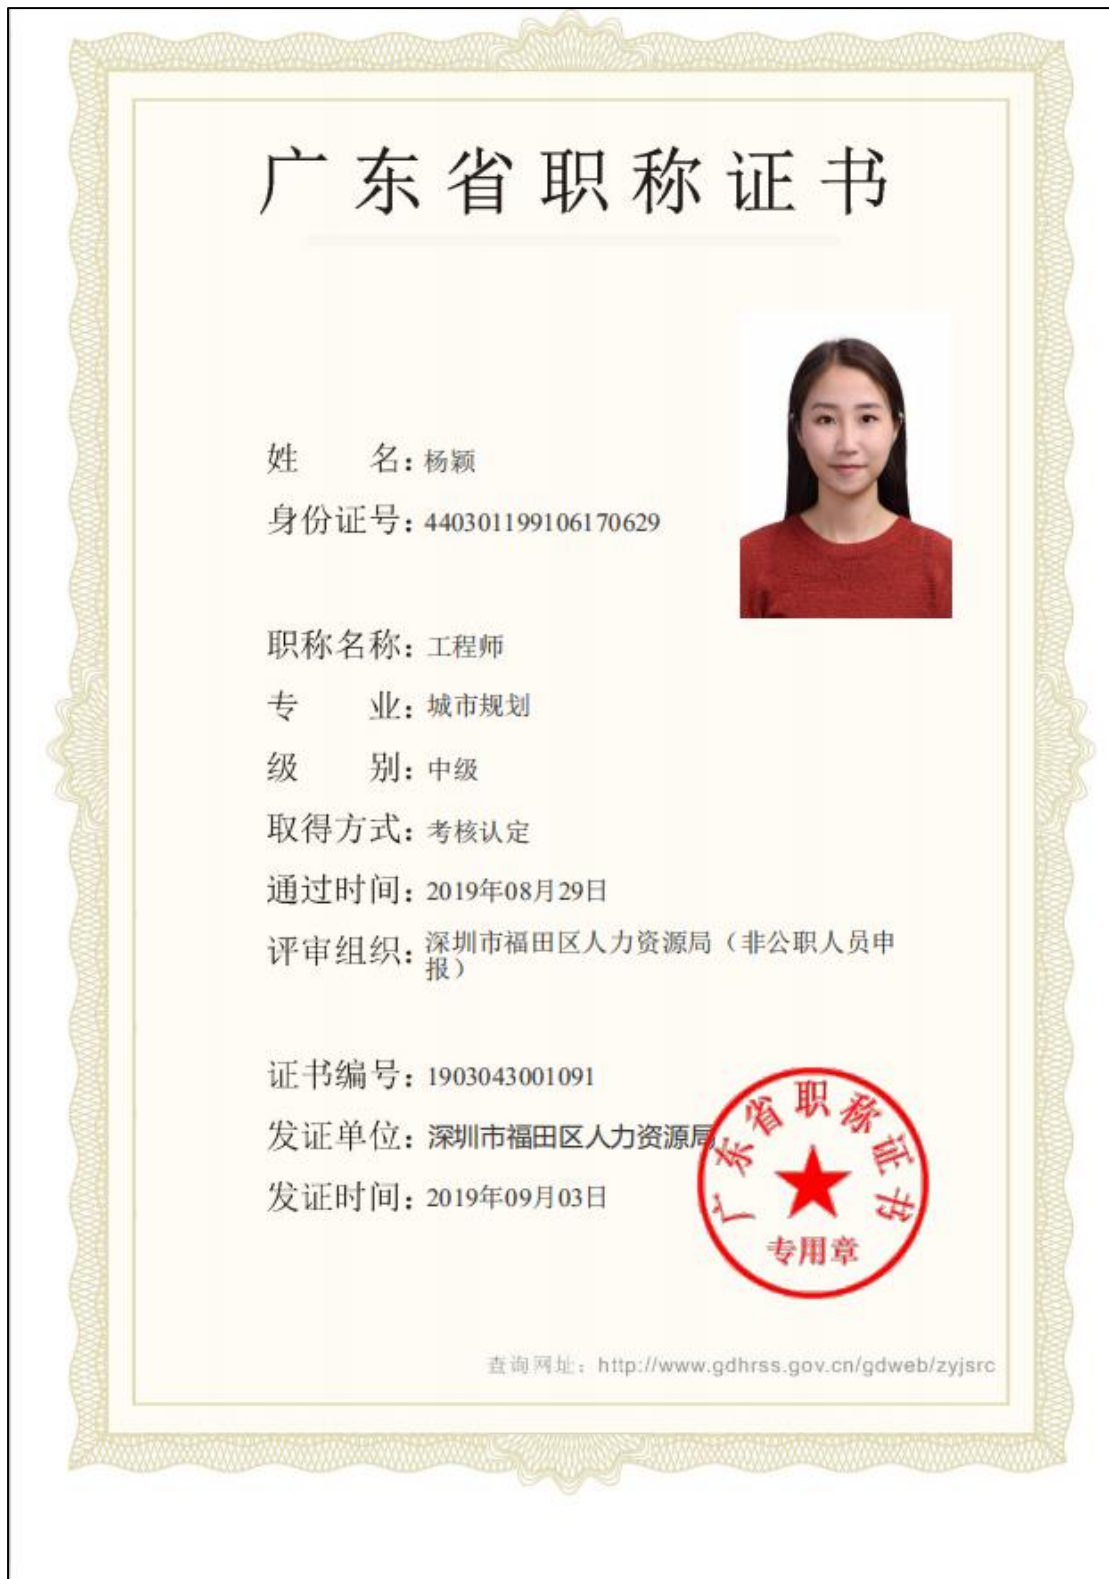 广东省职称证书
姓 名：杨颖
身份证号：440301199106170629
职称名称：工程师
专 业：城市规划
级 别：中级
取得方式：考核认定
通过时间：2019年08月29日
评审组织：深圳市福田区人力资源局（非公职人员申
报）
证书编号：1903043001091
发证单位：深圳市福田区人力资源局
发证时间：2019年09月03日
广东省职称证书
专用章
查询网址：http://www.gdhrss.gov.cn/gdweb/zyjsrc